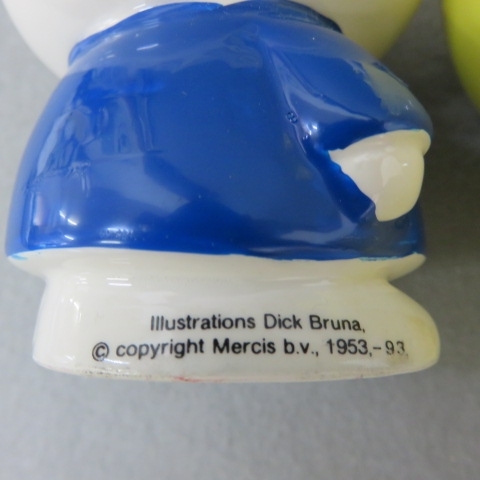 Illustrations Dick Bruna,
© copyright Mercis b.v., 1953,-93,